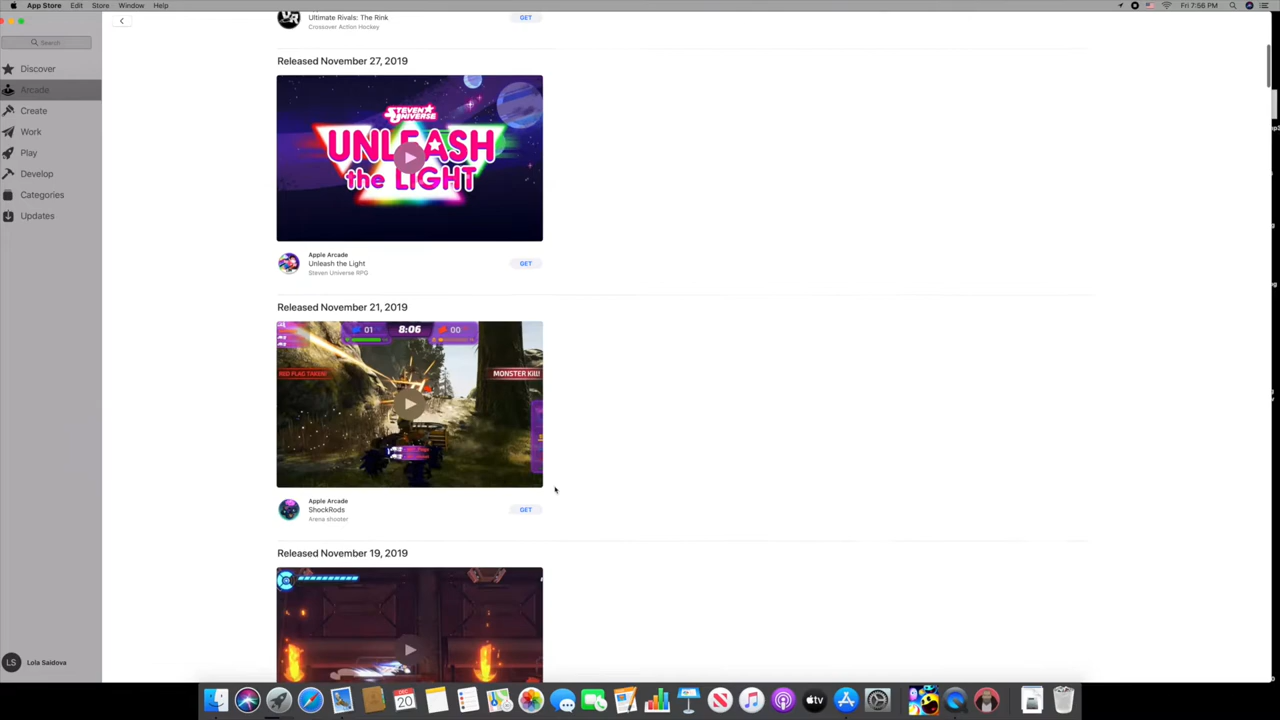 App Store Edit Store Window Help
Fri 7:56 PM
Search
Discover
Arcade
Create
Work
Play
Develop
Categories
Updates
LS Lola Saidova
Ultimate Rivals: The Rink
Crossover Action Hockey
GET
Released November 27, 2019
STEVEN UNIVERSE
UNLEASH
the LIGHT
Apple Arcade
Unleash the Light
Steven Universe RPG
GET
Released November 21, 2019
01 8:06 00
RED FLAG TAKEN!
MONSTER KILL!
Apple Arcade
ShockRods
Arena shooter
GET
Released November 19, 2019
DEC
20
tv